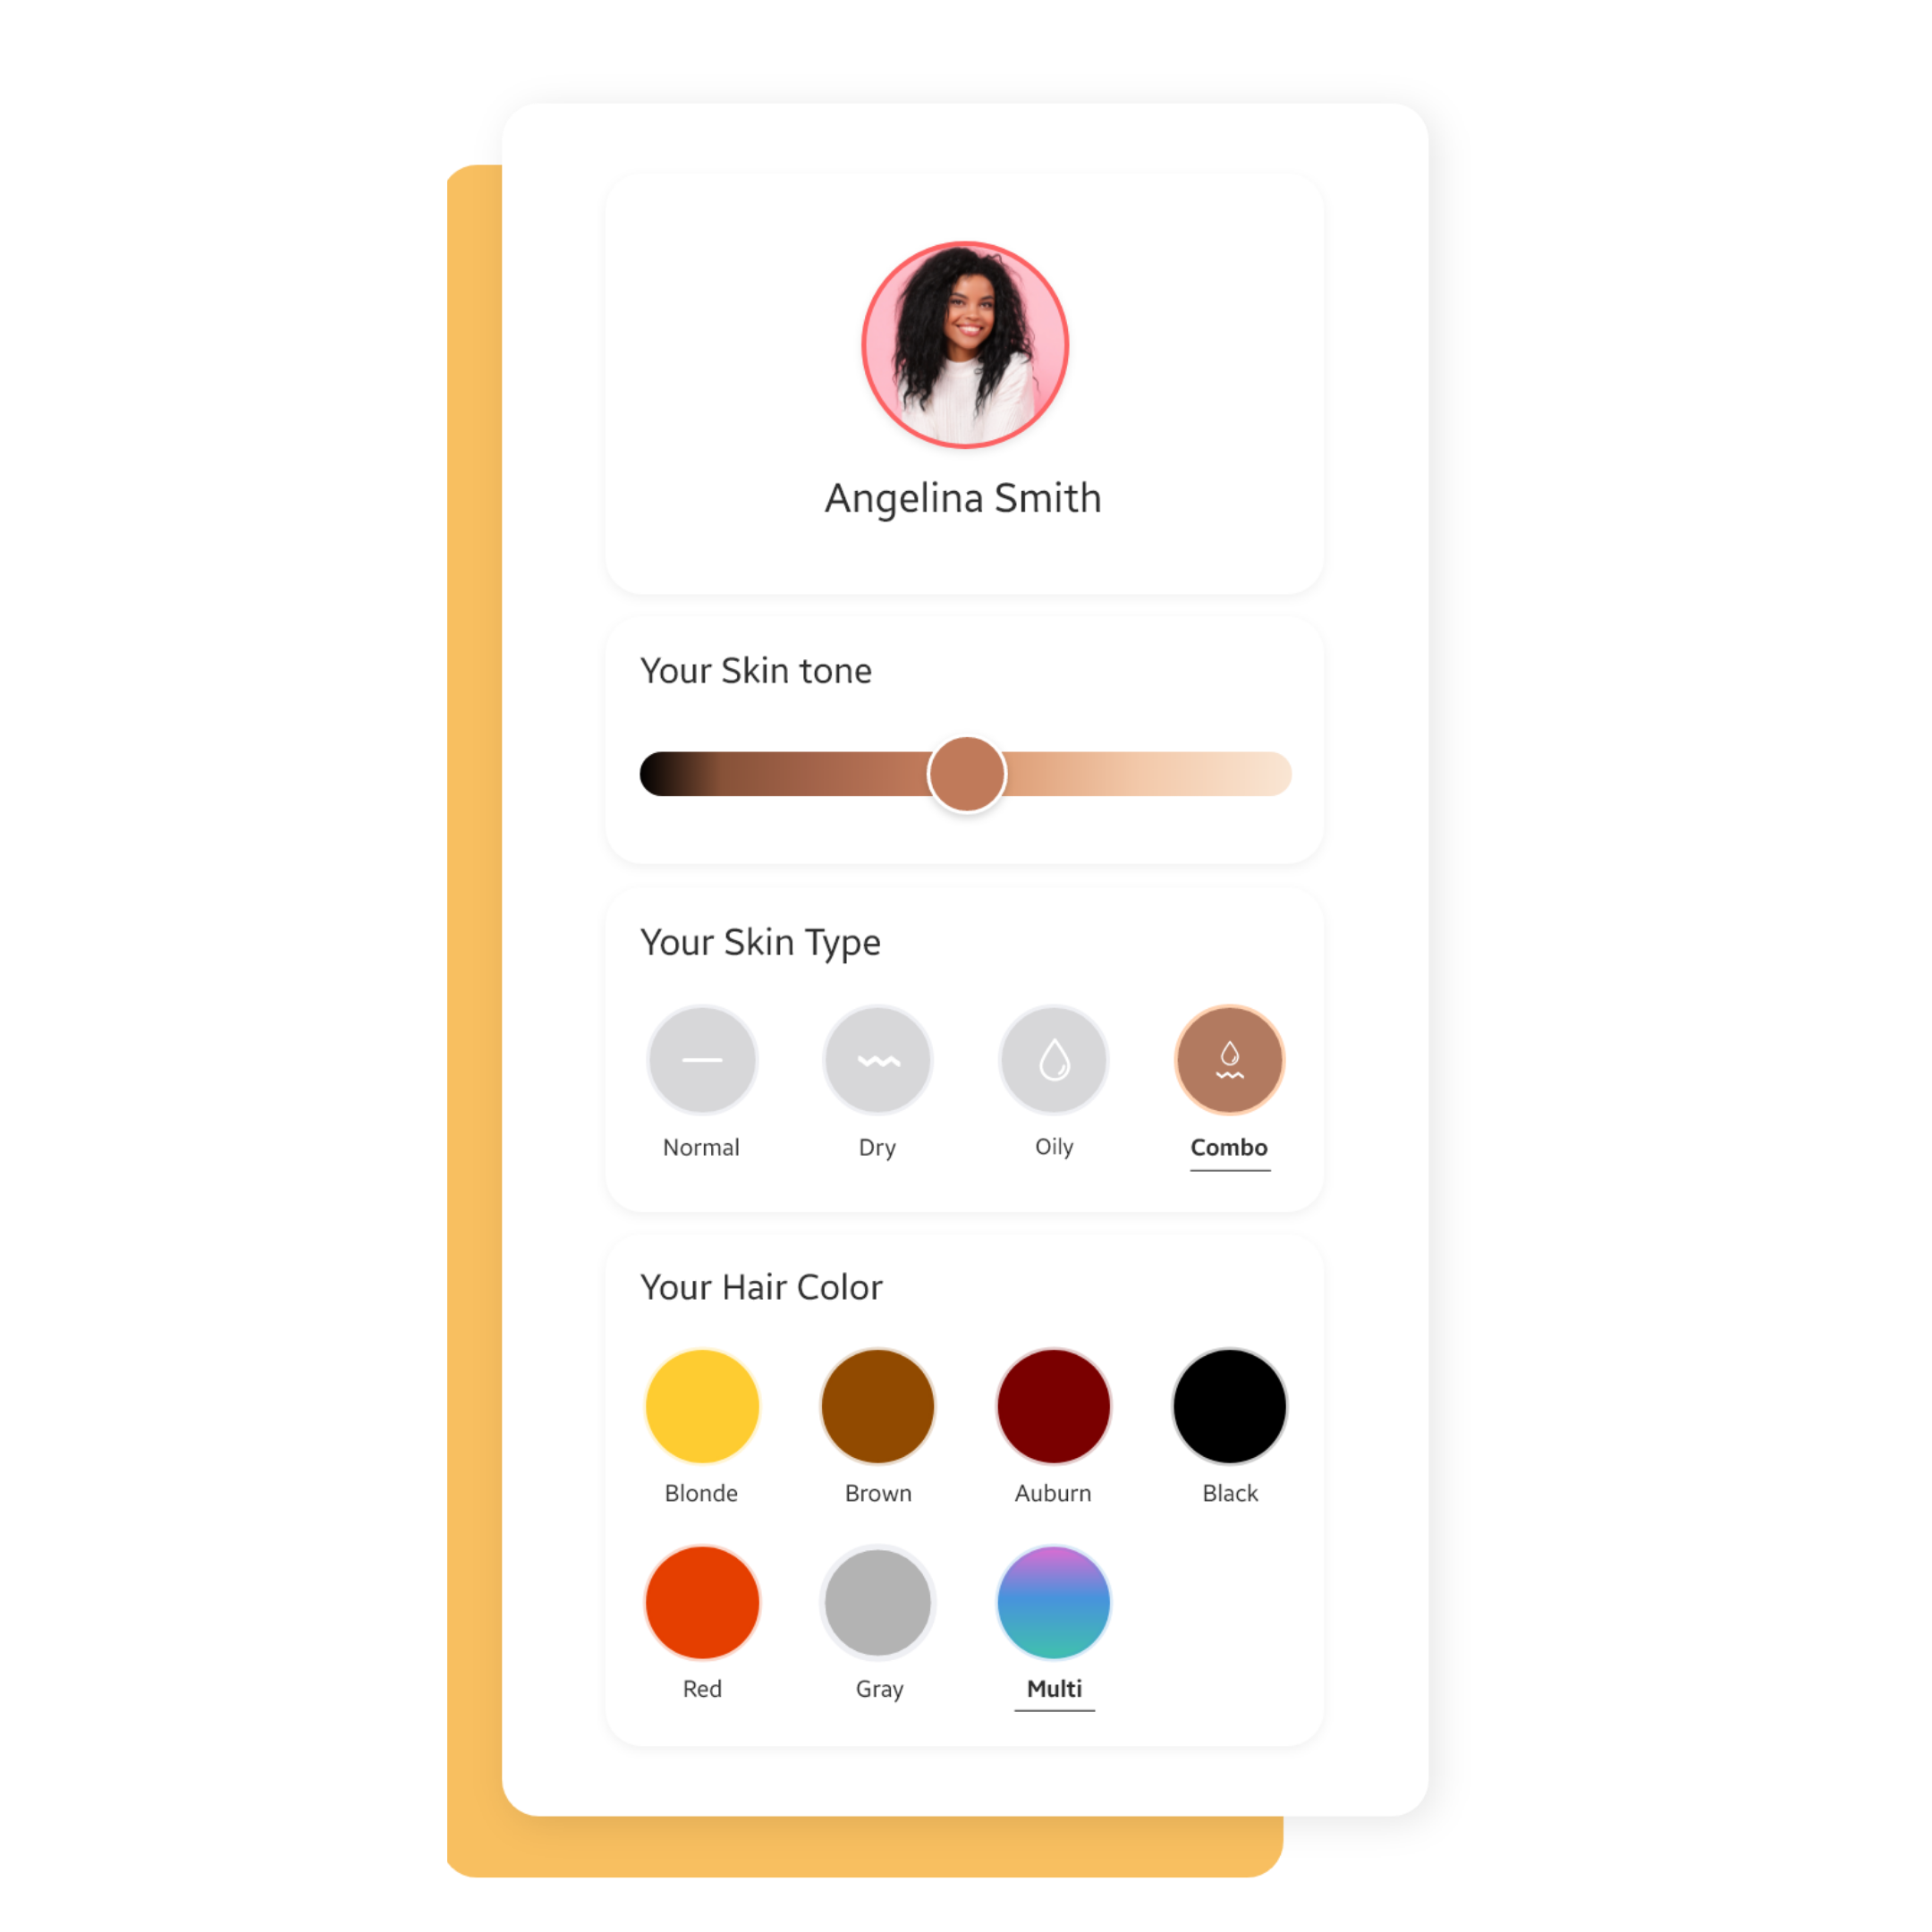 Angelina Smith
Your Skin tone
Your Skin Type
Normal Dry Oily Combo
Your Hair Color
Blonde Brown Auburn Black
Red Gray Multi